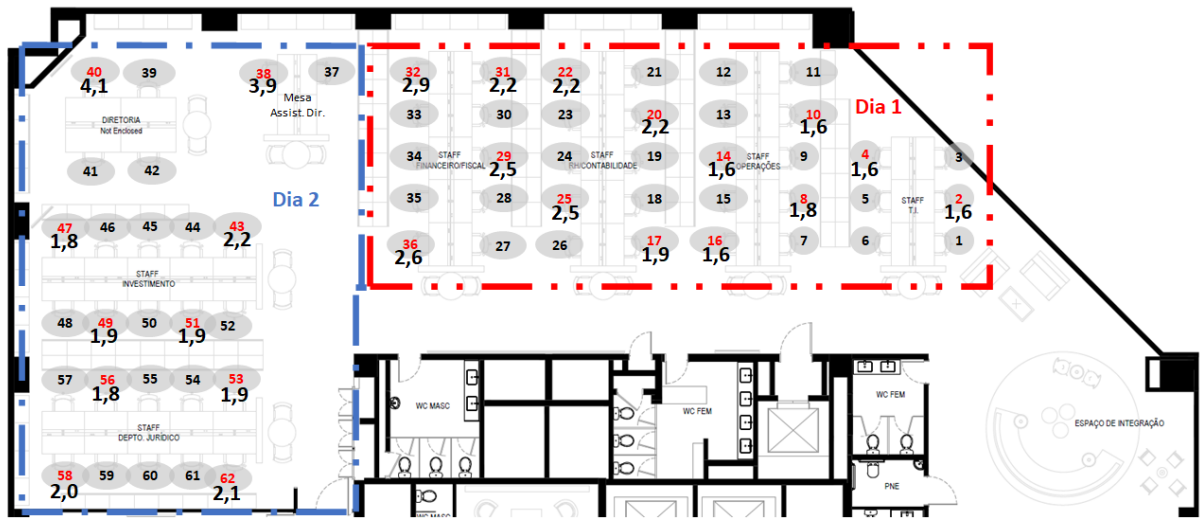 40 39 38 37
4,1 3,9
Mesa
Assist. Dir.
DIRETORIA
Not Enclosed
41 42
Dia 2
47 46 45 44 43
1,8 2,2
STAFF
INVESTIMENTO
48 49 50 51 52
1,9 1,9
57 56 55 54 53
1,8 1,9
STAFF
DEPTO. JURÍDICO
58 59 60 61 62
2,0 2,1
32 31 22 21 12 11
2,9 2,2 2,2
Dia 1
33 30 23 20 13 10
2,2 1,6
34 29 24 19 14 9 4 3
2,5 1,6 1,6
STAFF
FINANCEIRO/FISCAL
STAFF
RH/CONTABILIDADE
STAFF
OPERAÇÕES
35 28 25 18 15 8 5 2
2,5 1,8 1,6
STAFF
T.I.
36 27 26 17 16 7 6 1
2,6 1,9 1,6
WC MASC
WC FEM
WC FEM
ESPAÇO DE INTEGRAÇÃO
PNE
WC MASC